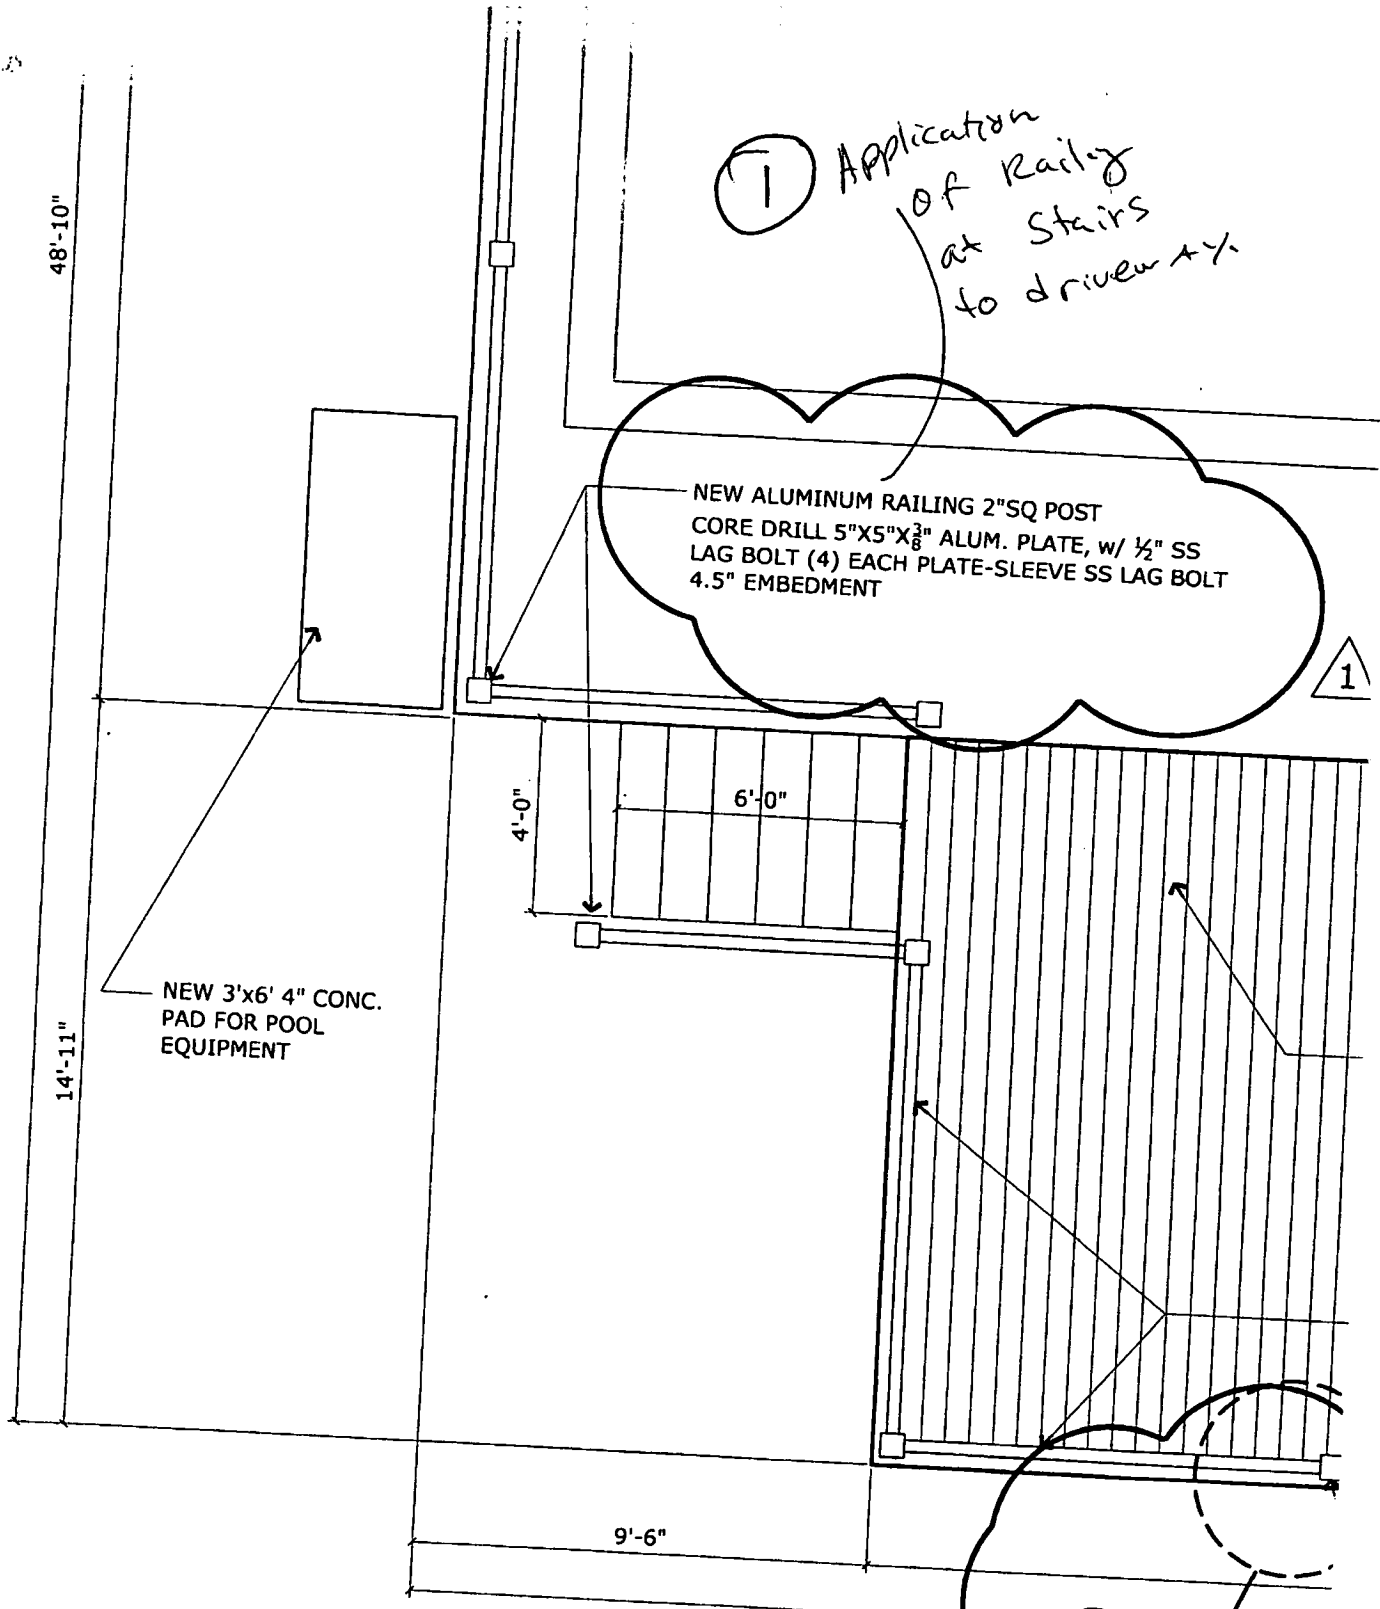 1
Application
of Railing
at Stairs
to driveway.
48'-10"
NEW ALUMINUM RAILING 2"SQ POST
CORE DRILL 5"X5"X3/8" ALUM. PLATE, w/ ½" SS
LAG BOLT (4) EACH PLATE-SLEEVE SS LAG BOLT
4.5" EMBEDMENT
1
4'-0"
6'-0"
NEW 3'x6' 4" CONC.
PAD FOR POOL
EQUIPMENT
14'-11"
9'-6"